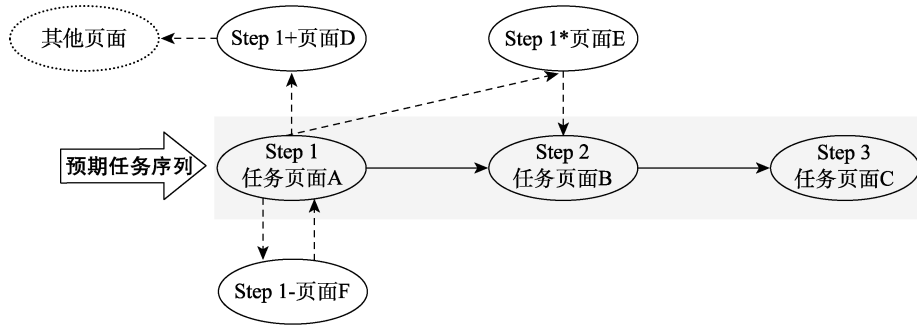 其他页面
Step 1+页面D
Step 1*页面E
预期任务序列
Step 1
任务页面A
Step 2
任务页面B
Step 3
任务页面C
Step 1-页面F